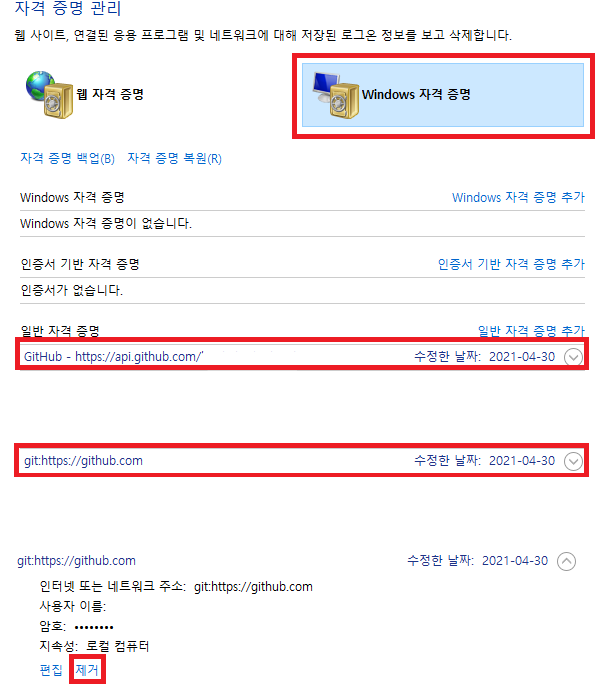 자격 증명 관리
웹 사이트, 연결된 응용 프로그램 및 네트워크에 대해 저장된 로그온 정보를 보고 삭제합니다.
웹 자격 증명
Windows 자격 증명
자격 증명 백업(B) 자격 증명 복원(R)
Windows 자격 증명 Windows 자격 증명 추가
Windows 자격 증명이 없습니다.
인증서 기반 자격 증명 인증서 기반 자격 증명 추가
인증서가 없습니다.
일반 자격 증명 일반 자격 증명 추가
GitHub - https://api.github.com/ 수정한 날짜: 2021-04-30
git:https://github.com 수정한 날짜: 2021-04-30
git:https://github.com 수정한 날짜: 2021-04-30
인터넷 또는 네트워크 주소: git:https://github.com
사용자 이름:
암호: ••••••••
지속성: 로컬 컴퓨터
편집 제거